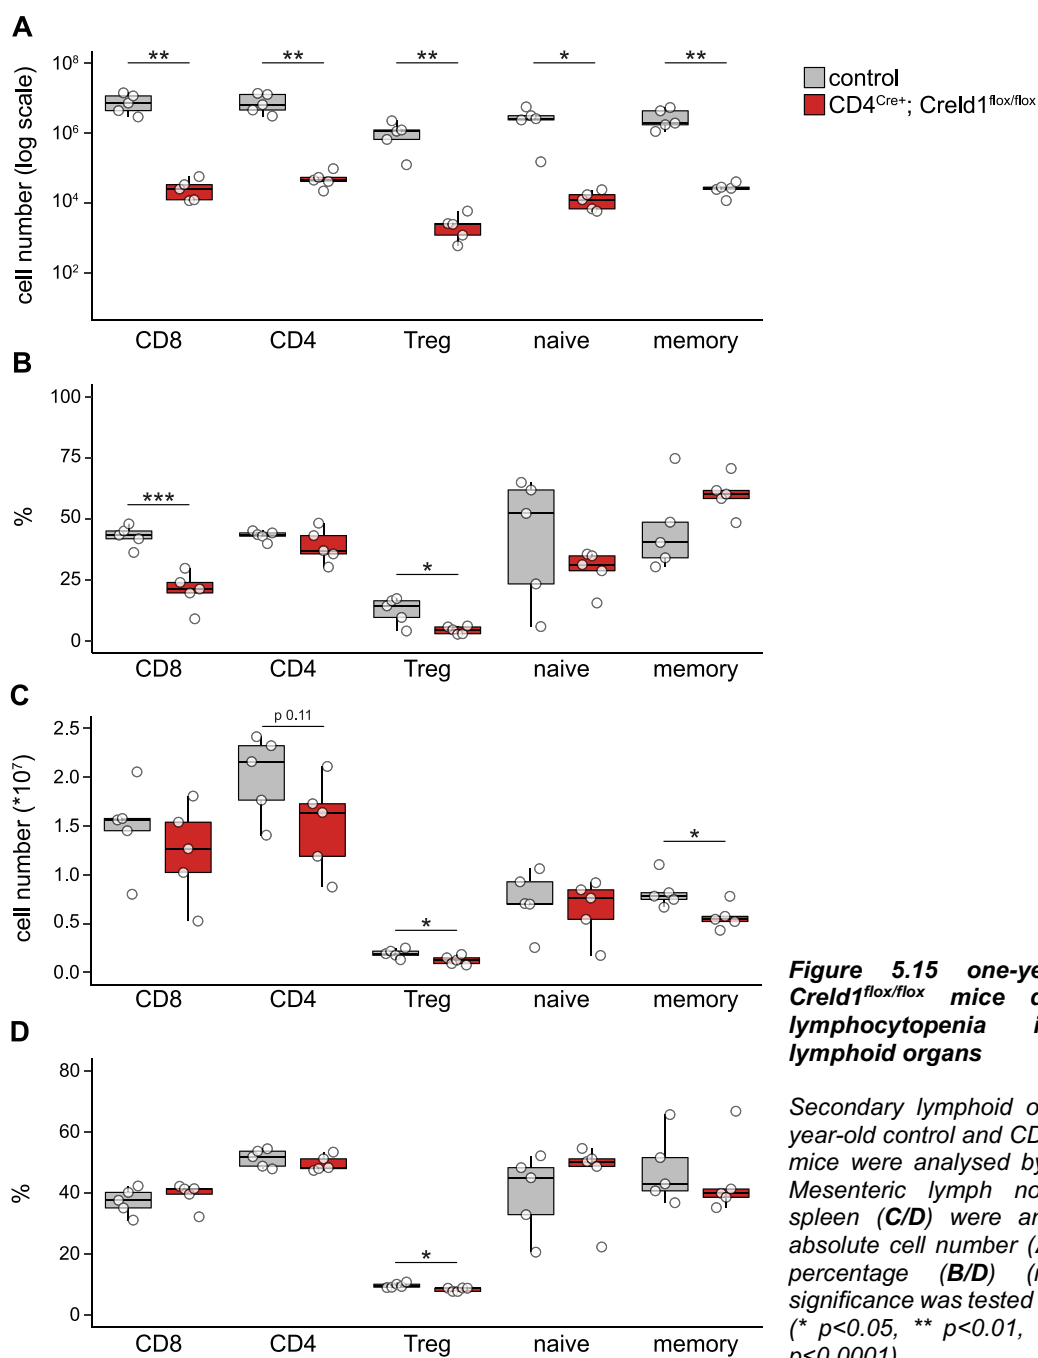 A
cell number (log scale)
10⁸
10⁶
10⁴
10²
** ** ** * **
CD8 CD4 Treg naive memory
control
CD4ᶜʳᵉ⁺; Creld1ᶠˡᵒˣ/ᶠˡᵒˣ
B
%
100
75
50
25
0
***
*
CD8 CD4 Treg naive memory
C
cell number (*10⁷)
2.5
2.0
1.5
1.0
0.5
0.0
p 0.11
*
*
CD8 CD4 Treg naive memory
D
%
80
60
40
20
0
*
CD8 CD4 Treg naive memory
Figure 5.15 one-ye
Creld1ᶠˡᵒˣ/ᶠˡᵒˣ mice d
lymphocytopenia i
lymphoid organs
Secondary lymphoid o
year-old control and CD
mice were analysed by
Mesenteric lymph no
spleen (C/D) were an
absolute cell number (
percentage (B/D) (
significance was tested
(* p<0.05, ** p<0.01,
p<0.0001)